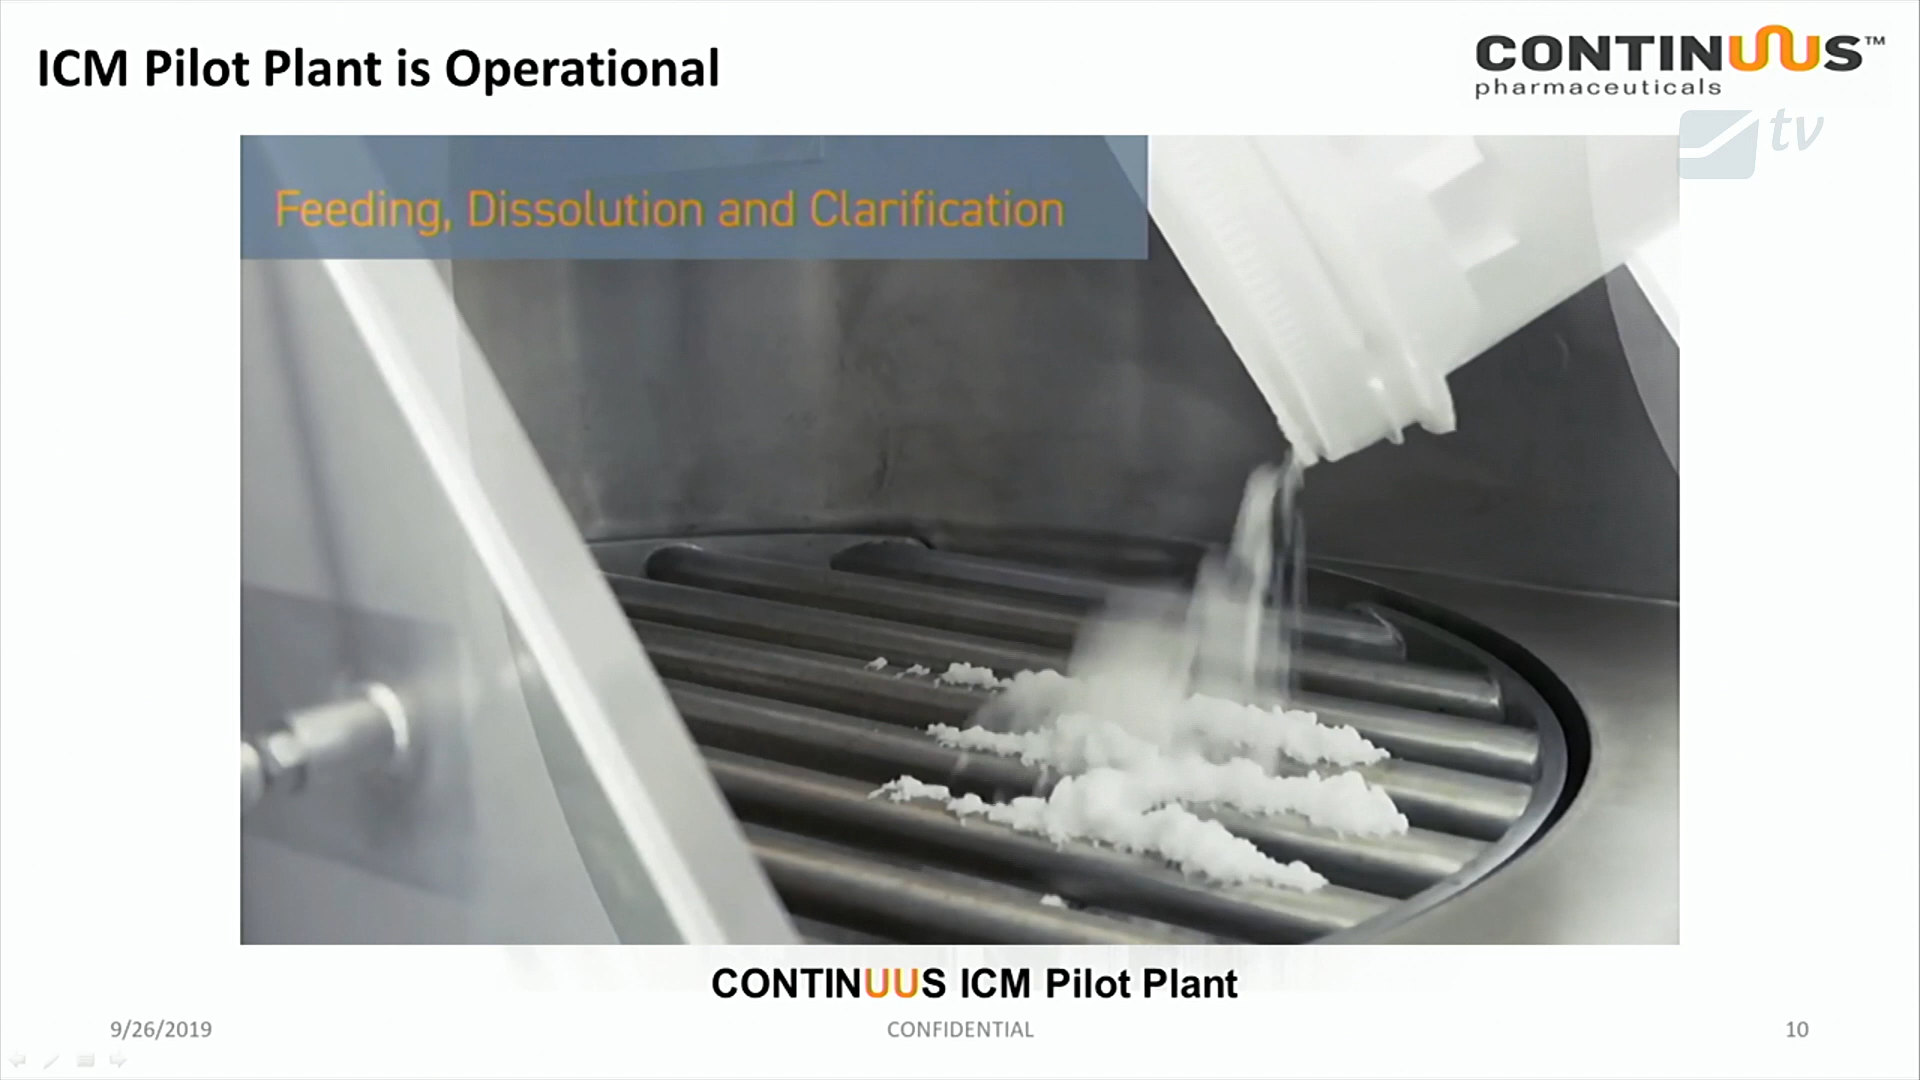 ICM Pilot Plant is Operational
CONTINUUS™
pharmaceuticals
tv
Feeding, Dissolution and Clarification
CONTINUUS ICM Pilot Plant
9/26/2019
CONFIDENTIAL
10